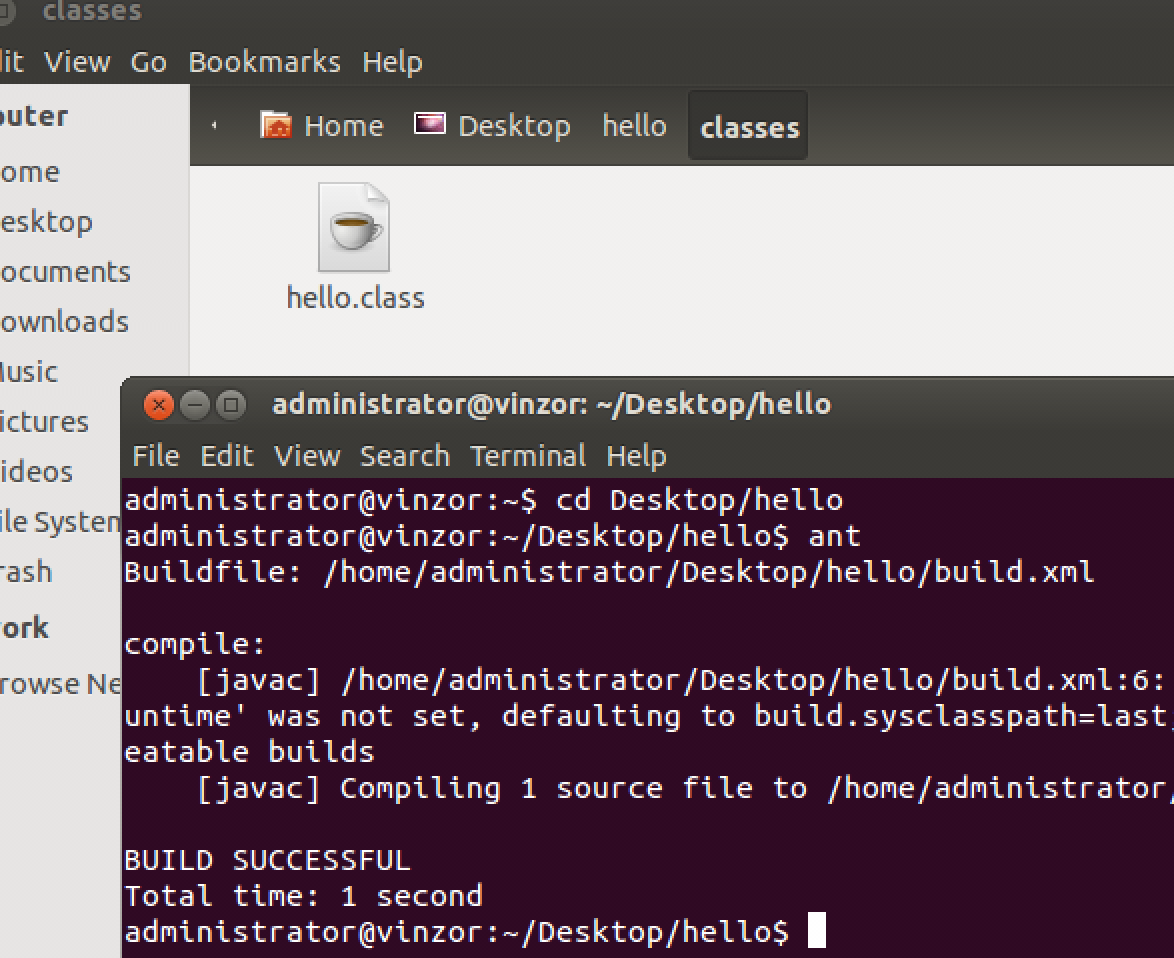 classes
View Go Bookmarks Help
Home Desktop hello classes
hello.class
administrator@vinzor: ~/Desktop/hello
File Edit View Search Terminal Help
administrator@vinzor:~$ cd Desktop/hello
administrator@vinzor:~/Desktop/hello$ ant
Buildfile: /home/administrator/Desktop/hello/build.xml
compile:
[javac] /home/administrator/Desktop/hello/build.xml:6:
untime' was not set, defaulting to build.sysclasspath=last
eatable builds
[javac] Compiling 1 source file to /home/administrator/
BUILD SUCCESSFUL
Total time: 1 second
administrator@vinzor:~/Desktop/hello$
it
outer
ome
esktop
ocuments
ownloads
usic
ictures
ideos
ile System
rash
ork
rowse Ne